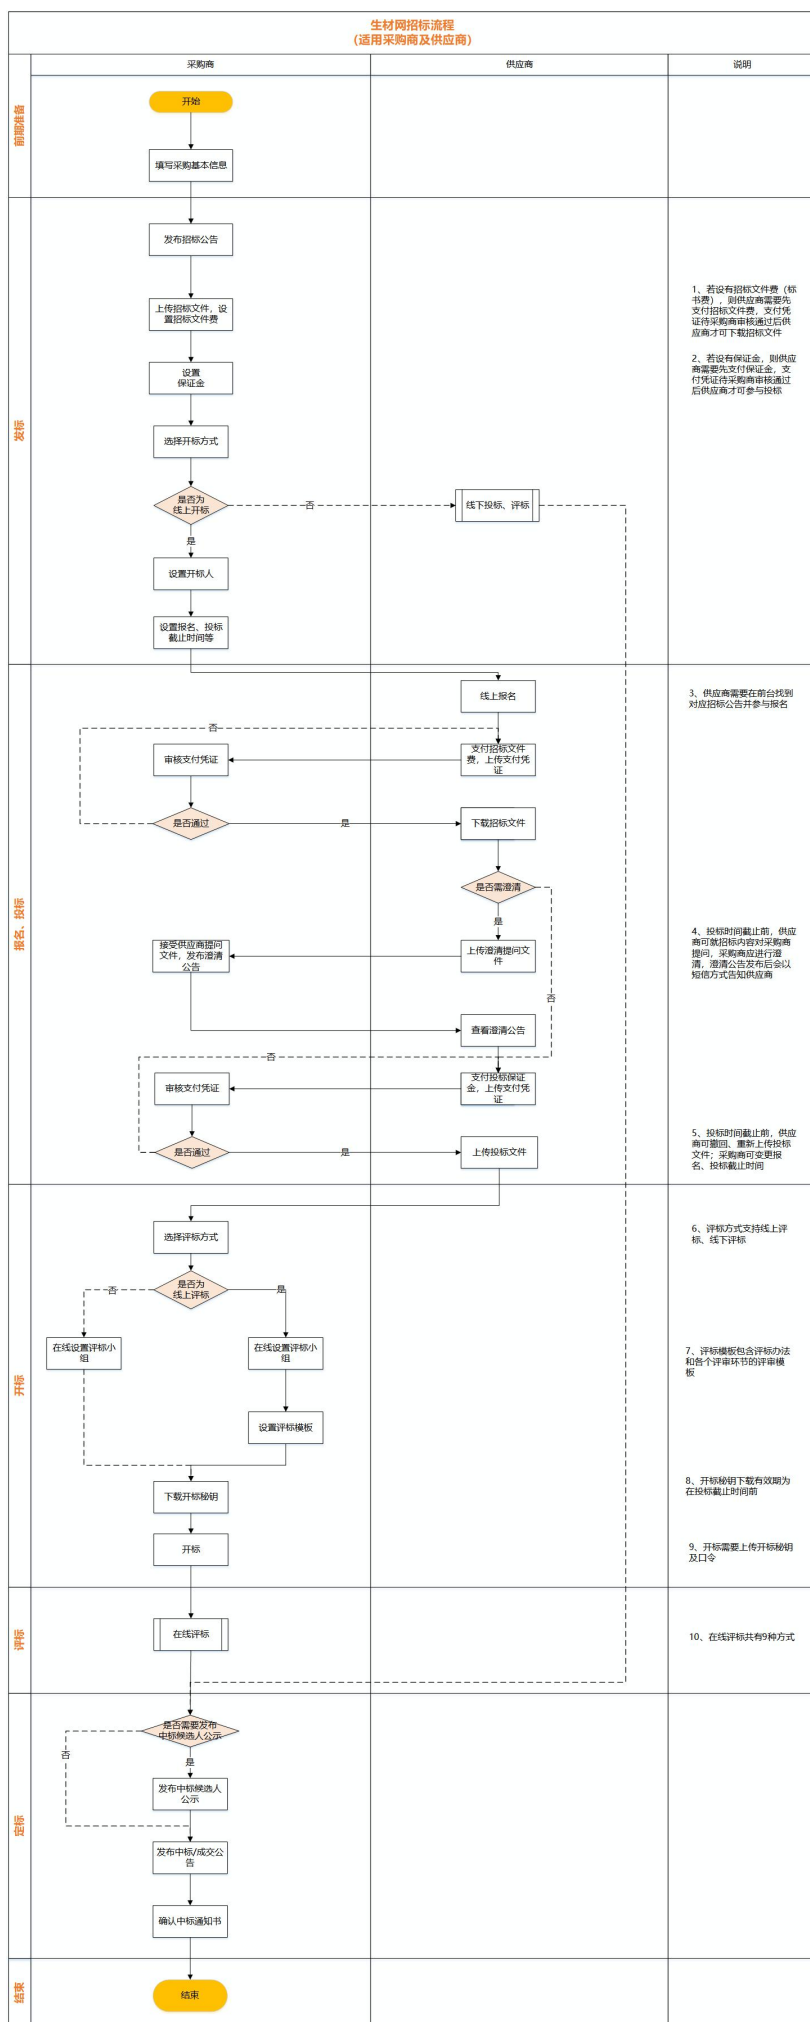 生材网招标流程
（适用采购商及供应商）
采购商
供应商
说明
前期准备
开始
填写采购基本信息
发标
发布招标公告
上传招标文件，设
置招标文件费
设置
保证金
选择开标方式
是否为
线上开标
否
线下投标、评标
是
设置开标人
设置报名、投标
截止时间等
1、若设有招标文件费（标
书费），则供应商需要先
支付招标文件费，支付凭
证待采购商审核通过后供
应商才可下载招标文件
2、若设有保证金，则供应
商需要先支付保证金，支
付凭证待采购商审核通过
后供应商才可参与投标
报名、投标
线上报名
3、供应商需要在前台找到
对应招标公告并参与报名
否
审核支付凭证
支付招标文件
费，上传支付凭
证
是否通过
是
下载招标文件
是否需澄清
是
接受供应商提问
文件，发布澄清
公告
上传澄清提问文
件
4、投标时间截止前，供应
商可就招标内容对采购商
提问，采购商应进行澄
清，澄清公告发布后会以
短信方式告知供应商
否
查看澄清公告
否
审核支付凭证
支付投标保证
金，上传支付凭
证
是否通过
是
上传投标文件
5、投标时间截止前，供应
商可撤回、重新上传投标
文件；采购商可变更报
名、投标截止时间
开标
选择评标方式
6、评标方式支持线上评
标、线下评标
是否为
线上评标
否
是
在线设置评标小
组
在线设置评标小
组
7、评标模板包含评标办法
和各个评审环节的评审模
板
设置评标模板
下载开标秘钥
8、开标秘钥下载有效期为
在投标截止时间前
开标
9、开标需要上传开标秘钥
及口令
评标
在线评标
10、在线评标共有9种方式
定标
是否需要发布
中标候选人公示
否
是
发布中标候选人
公示
发布中标/成交公
告
确认中标通知书
结束
结束